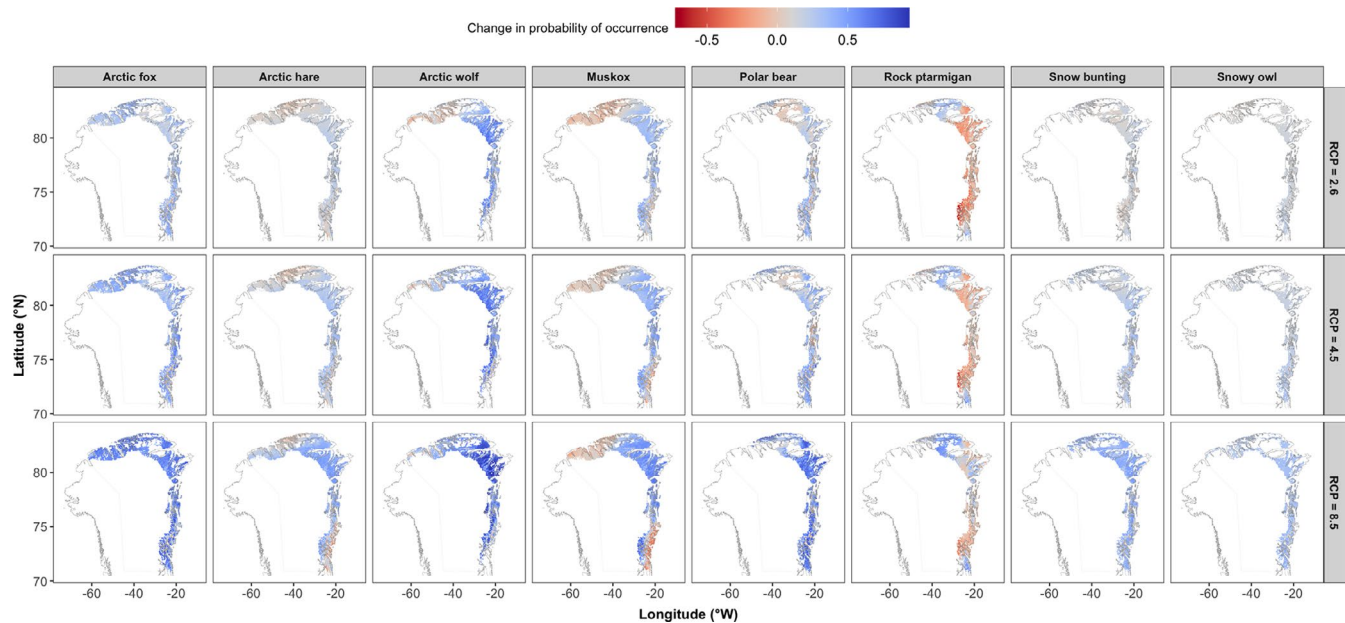 Change in probability of occurrence
-0.5 0.0 0.5
Arctic fox Arctic hare Arctic wolf Muskox Polar bear Rock ptarmigan Snow bunting Snowy owl
80
75
70
RCP = 2.6
80
75
70
RCP = 4.5
80
75
70
RCP = 8.5
Latitude (°N)
-60 -40 -20 -60 -40 -20 -60 -40 -20 -60 -40 -20 -60 -40 -20 -60 -40 -20 -60 -40 -20 -60 -40 -20
Longitude (°W)